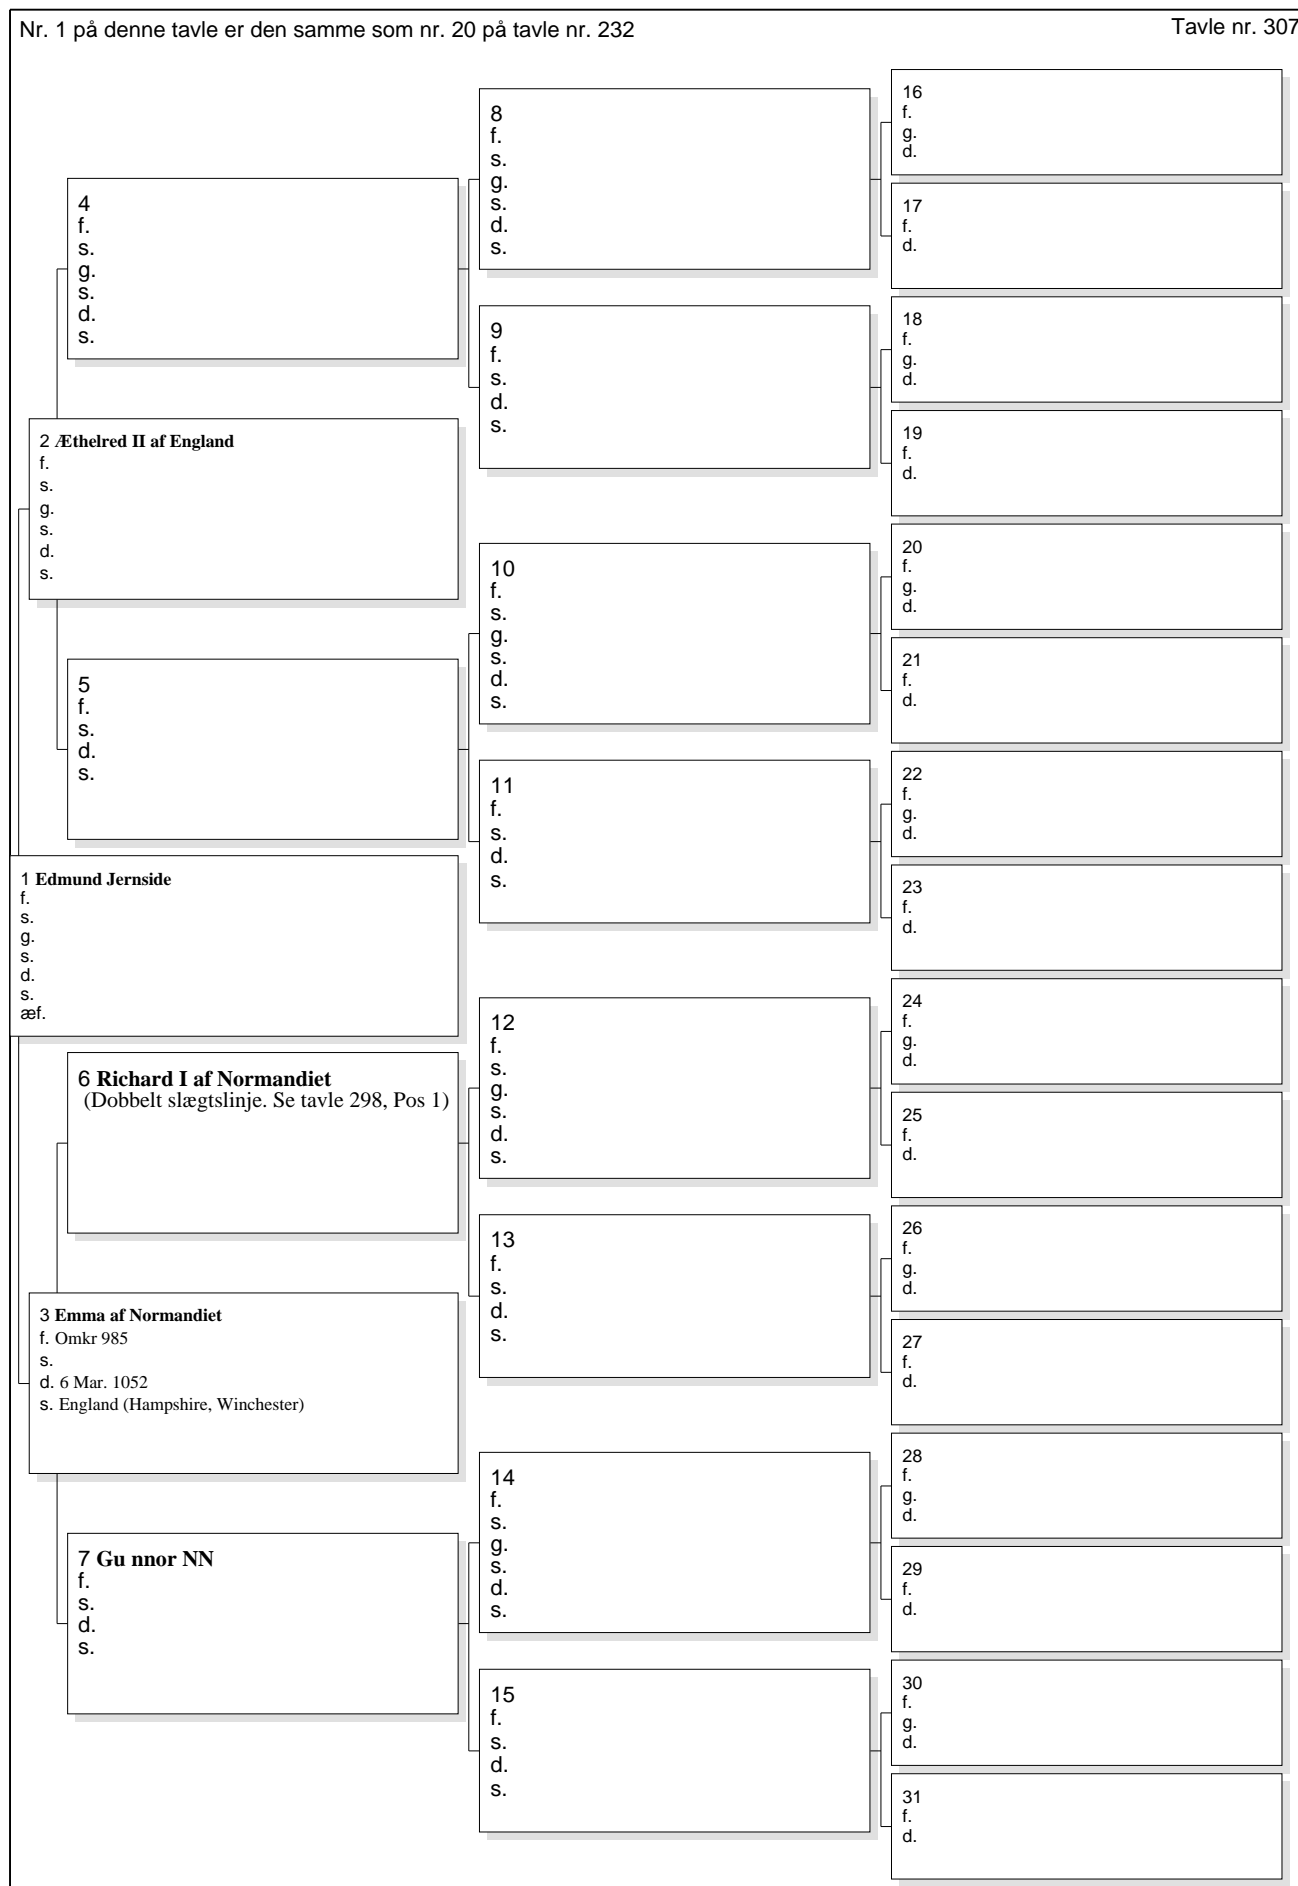 Nr. 1 på denne tavle er den samme som nr. 20 på tavle nr. 232
Tavle nr. 307
1 Edmund Jernside
f.
s.
g.
s.
d.
s.
æf.
2 Æthelred II af England
f.
s.
g.
s.
d.
s.
3 Emma af Normandiet
f. Omkr 985
s.
d. 6 Mar. 1052
s. England (Hampshire, Winchester)
4
f.
s.
g.
s.
d.
s.
5
f.
s.
d.
s.
6 Richard I af Normandiet
(Dobbelt slægtslinje. Se tavle 298, Pos 1)
7 Gu nnor NN
f.
s.
d.
s.
8
f.
s.
g.
s.
d.
s.
9
f.
s.
d.
s.
10
f.
s.
g.
s.
d.
s.
11
f.
s.
d.
s.
12
f.
s.
g.
s.
d.
s.
13
f.
s.
d.
s.
14
f.
s.
g.
s.
d.
s.
15
f.
s.
d.
s.
16
f.
g.
d.
17
f.
d.
18
f.
g.
d.
19
f.
d.
20
f.
g.
d.
21
f.
d.
22
f.
g.
d.
23
f.
d.
24
f.
g.
d.
25
f.
d.
26
f.
g.
d.
27
f.
d.
28
f.
g.
d.
29
f.
d.
30
f.
g.
d.
31
f.
d.